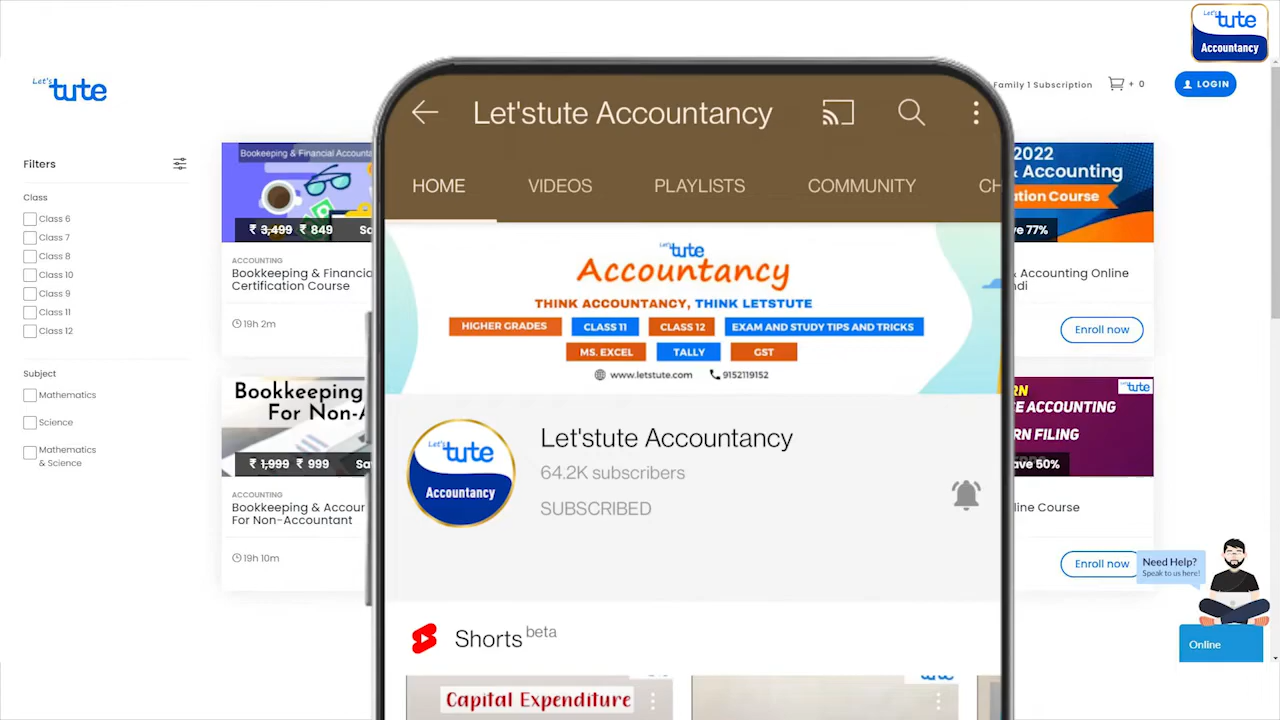 Let's tute
Accountancy
Let's tute
Family 1 Subscription
+ 0
LOGIN
Filters
Class
Class 6
Class 7
Class 8
Class 10
Class 9
Class 11
Class 12
Subject
Mathematics
Science
Mathematics
& Science
Bookkeeping & Financial
₹ 3,499 ₹ 849
ACCOUNTING
Bookkeeping & Financial
Certification Course
19h 2m
Bookkeeping
For Non-A
₹ 1,999 ₹ 999
ACCOUNTING
Bookkeeping & Accoun
For Non-Accountant
19h 10m
Let'stute Accountancy
HOME VIDEOS PLAYLISTS COMMUNITY CH
Let's tute
Accountancy
THINK ACCOUNTANCY, THINK LETSTUTE
HIGHER GRADES CLASS 11 CLASS 12 EXAM AND STUDY TIPS AND TRICKS
MS. EXCEL TALLY GST
www.letstute.com 9152119152
Let's tute
Accountancy
Let'stute Accountancy
64.2K subscribers
SUBSCRIBED
Shorts beta
Capital Expenditure
2022
& Accounting
tion Course
ve 77%
& Accounting Online
ndi
Enroll now
tute
RN
E ACCOUNTING
RN FILING
ave 50%
line Course
Enroll now
Need Help?
Speak to us here!
Online